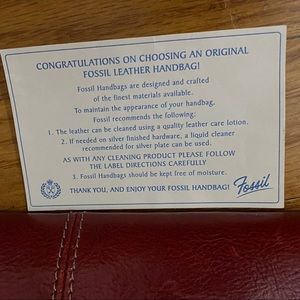 CONGRATULATIONS ON CHOOSING AN ORIGINAL
FOSSIL LEATHER HANDBAG!
Fossil Handbags are designed and crafted
of the finest materials available.
To maintain the appearance of your handbag,
Fossil recommends the following:
1. The leather can be cleaned using a quality leather care lotion.
2. If needed on silver finished hardware, a liquid cleaner
recommended for silver plate can be used.
AS WITH ANY CLEANING PRODUCT PLEASE FOLLOW
THE LABEL DIRECTIONS CAREFULLY
3. Fossil Handbags should be kept free of moisture.
THANK YOU, AND ENJOY YOUR FOSSIL HANDBAG!
Fossil